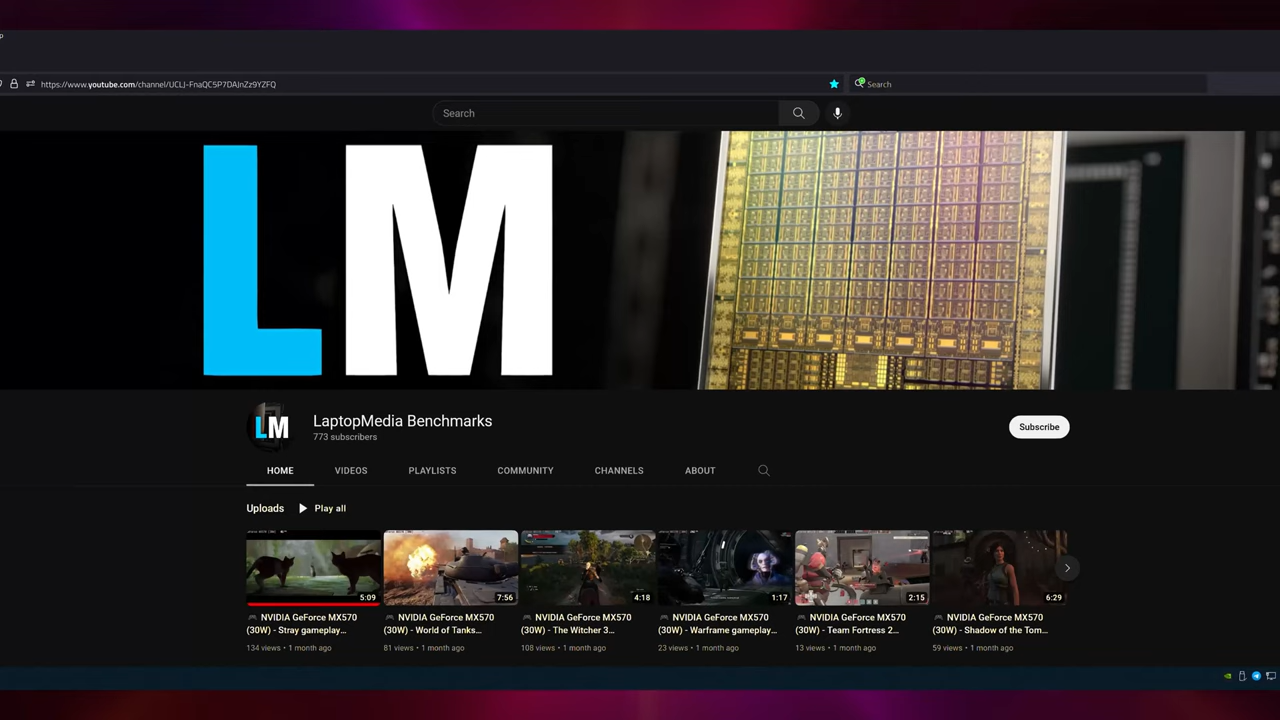 https://www.youtube.com/channel/UCLJ-FnaQC5P7DAJnZz9YZFQ
Search
Search
LM
LM
LaptopMedia Benchmarks
773 subscribers
Subscribe
HOME
VIDEOS
PLAYLISTS
COMMUNITY
CHANNELS
ABOUT
Uploads
Play all
5:09
7:56
4:18
1:17
2:15
6:29
NVIDIA GeForce MX570
(30W) - Stray gameplay...
134 views • 1 month ago
NVIDIA GeForce MX570
(30W) - World of Tanks...
81 views • 1 month ago
NVIDIA GeForce MX570
(30W) - The Witcher 3...
108 views • 1 month ago
NVIDIA GeForce MX570
(30W) - Warframe gameplay...
23 views • 1 month ago
NVIDIA GeForce MX570
(30W) - Team Fortress 2...
13 views • 1 month ago
NVIDIA GeForce MX570
(30W) - Shadow of the Tom...
59 views • 1 month ago